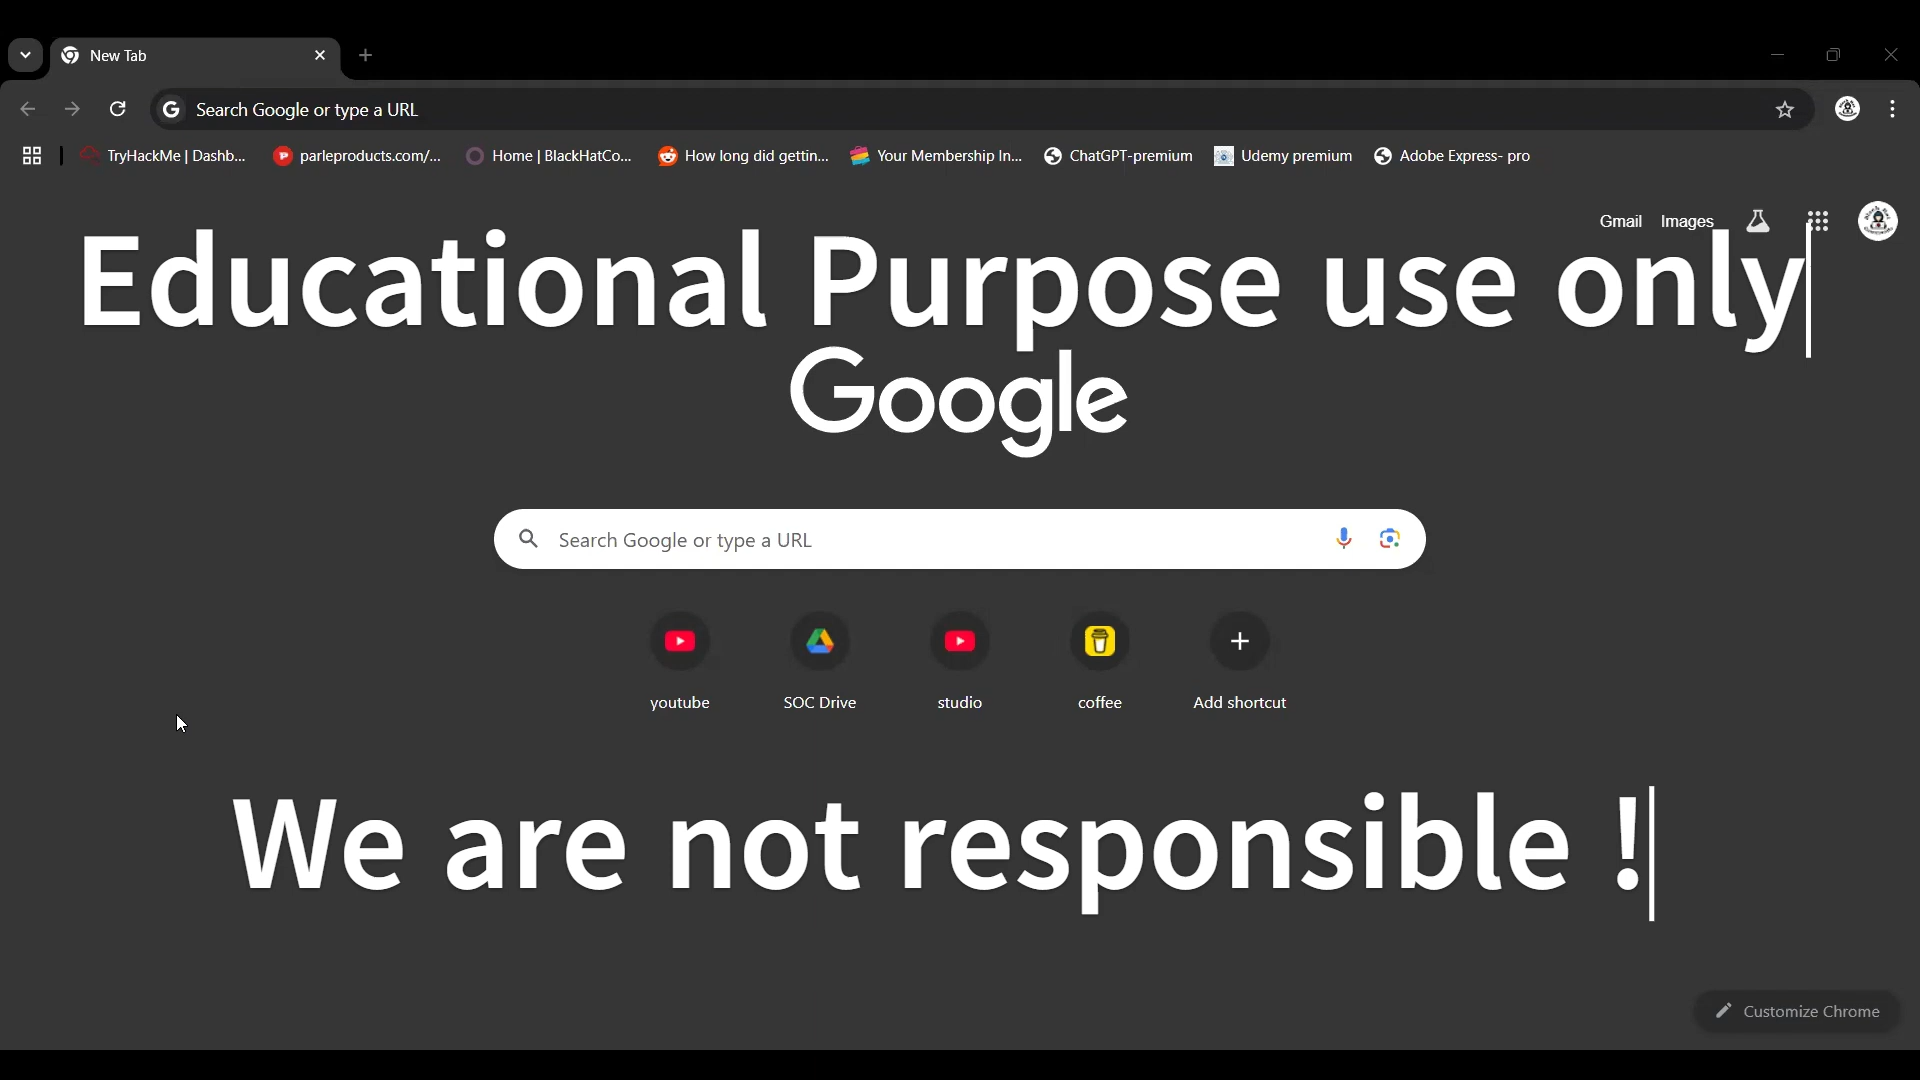 New Tab
Search Google or type a URL
TryHackMe | Dashb... parleproducts.com/... Home | BlackHatCo... How long did gettin... Your Membership In... ChatGPT-premium Udemy premium Adobe Express- pro
Gmail Images
Educational Purpose use only
Google
Search Google or type a URL
youtube SOC Drive studio coffee Add shortcut
We are not responsible !
Customize Chrome